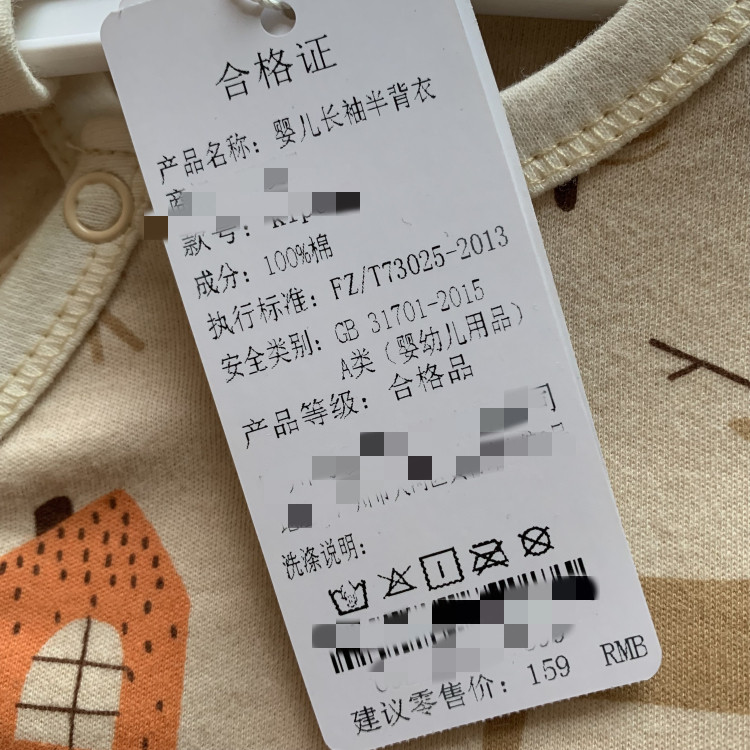 合格证
产品名称：婴儿长袖半背衣
款号：
成分：100%棉
执行标准：FZ/T73025-2013
安全类别：GB 31701-2015
A类（婴幼儿用品）
产品等级：合格品
洗涤说明：
建议零售价：159 RMB